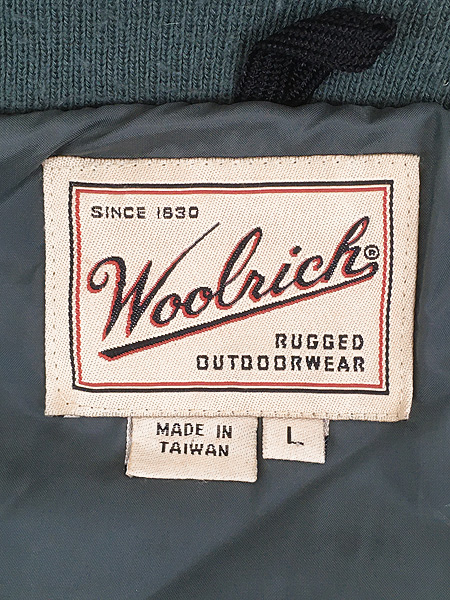 SINCE 1830
Woolrich®
RUGGED
OUTDOORWEAR
MADE IN
TAIWAN
L